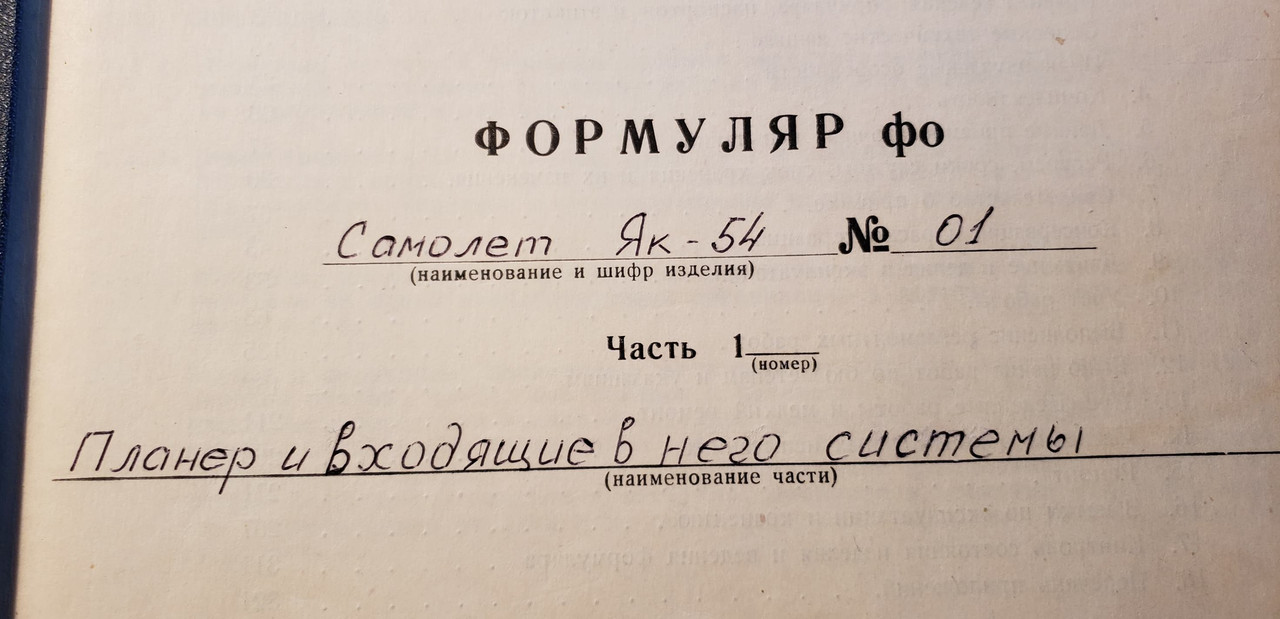 ФОРМУЛЯР фо
Самолет Як-54 № 01
(наименование и шифр изделия)
Часть 1
(номер)
Планер и входящие в него системы
(наименование части)